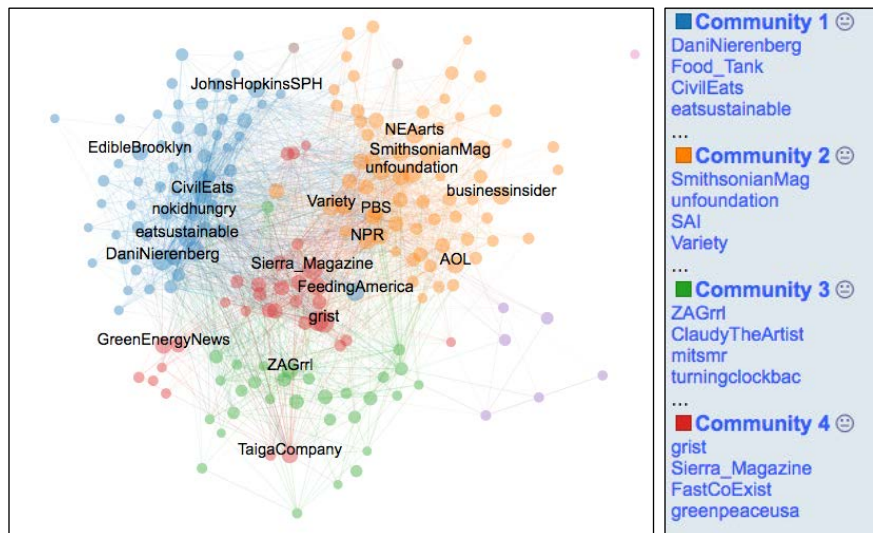 JohnsHopkinsSPH
NEAarts
EdibleBrooklyn
SmithsonianMag
unfoundation
CivilEats
businessinsider
nokidhungry
Variety
PBS
eatsustainable
NPR
DaniNierenberg
Sierra_Magazine
AOL
FeedingAmerica
grist
GreenEnergyNews
ZAGrrl
TaigaCompany
Community 1
DaniNierenberg
Food_Tank
CivilEats
eatsustainable
...
Community 2
SmithsonianMag
unfoundation
SAI
Variety
...
Community 3
ZAGrrl
ClaudyTheArtist
mitsmr
turningclockbac
...
Community 4
grist
Sierra_Magazine
FastCoExist
greenpeaceusa